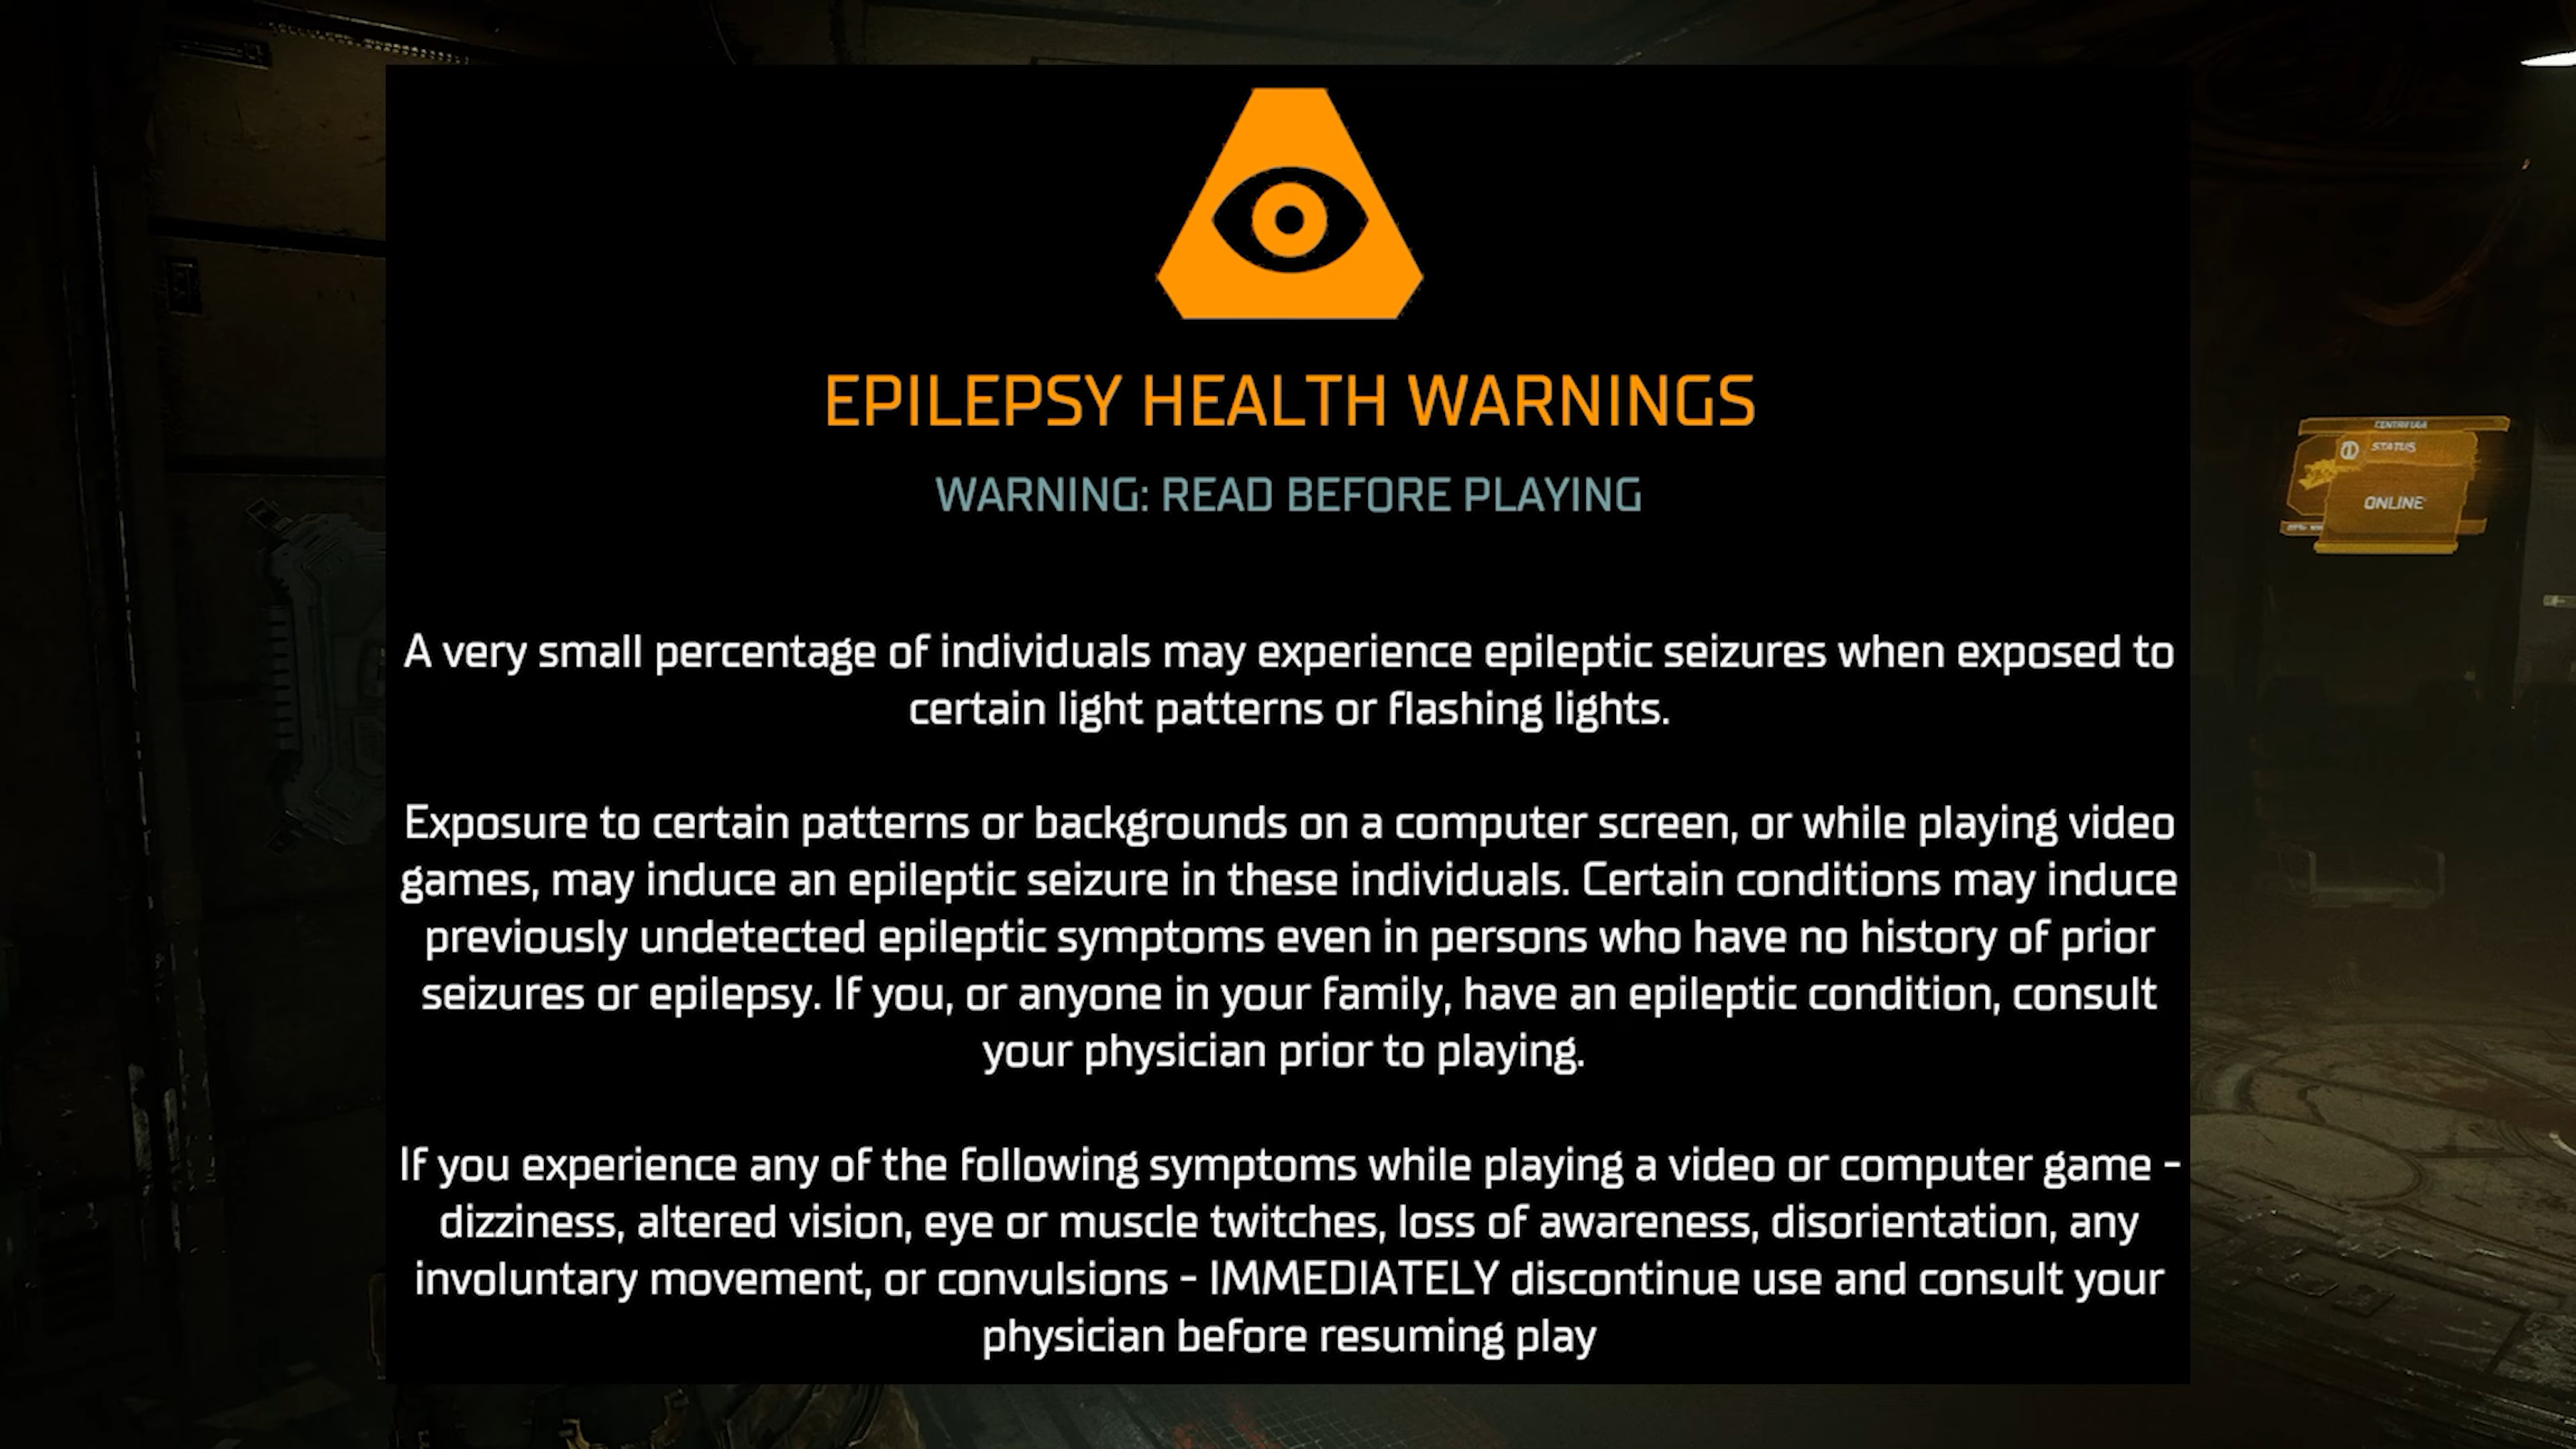 EPILEPSY HEALTH WARNINGS
WARNING: READ BEFORE PLAYING
A very small percentage of individuals may experience epileptic seizures when exposed to
certain light patterns or flashing lights.
Exposure to certain patterns or backgrounds on a computer screen, or while playing video
games, may induce an epileptic seizure in these individuals. Certain conditions may induce
previously undetected epileptic symptoms even in persons who have no history of prior
seizures or epilepsy. If you, or anyone in your family, have an epileptic condition, consult
your physician prior to playing.
If you experience any of the following symptoms while playing a video or computer game -
dizziness, altered vision, eye or muscle twitches, loss of awareness, disorientation, any
involuntary movement, or convulsions - IMMEDIATELY discontinue use and consult your
physician before resuming play
STATUS
ONLINE